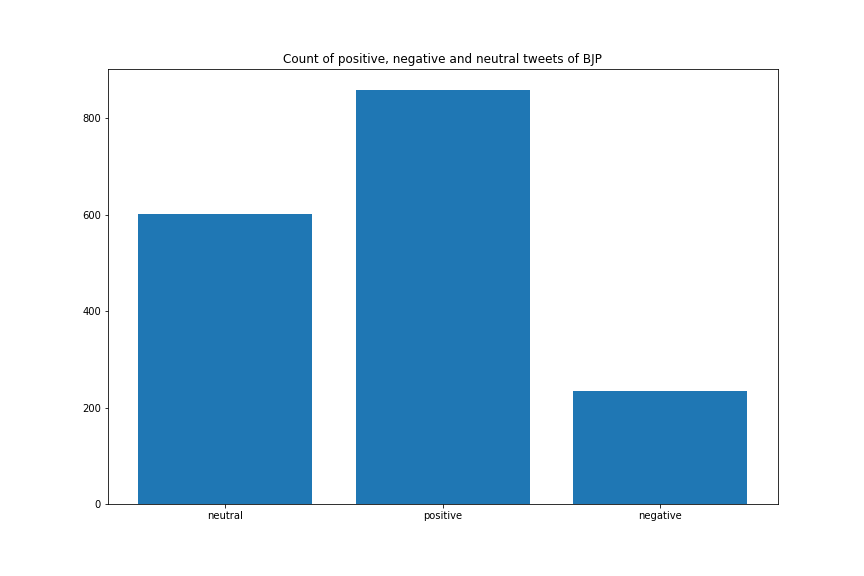 Count of positive, negative and neutral tweets of BJP
800
600
400
200
0
neutral positive negative